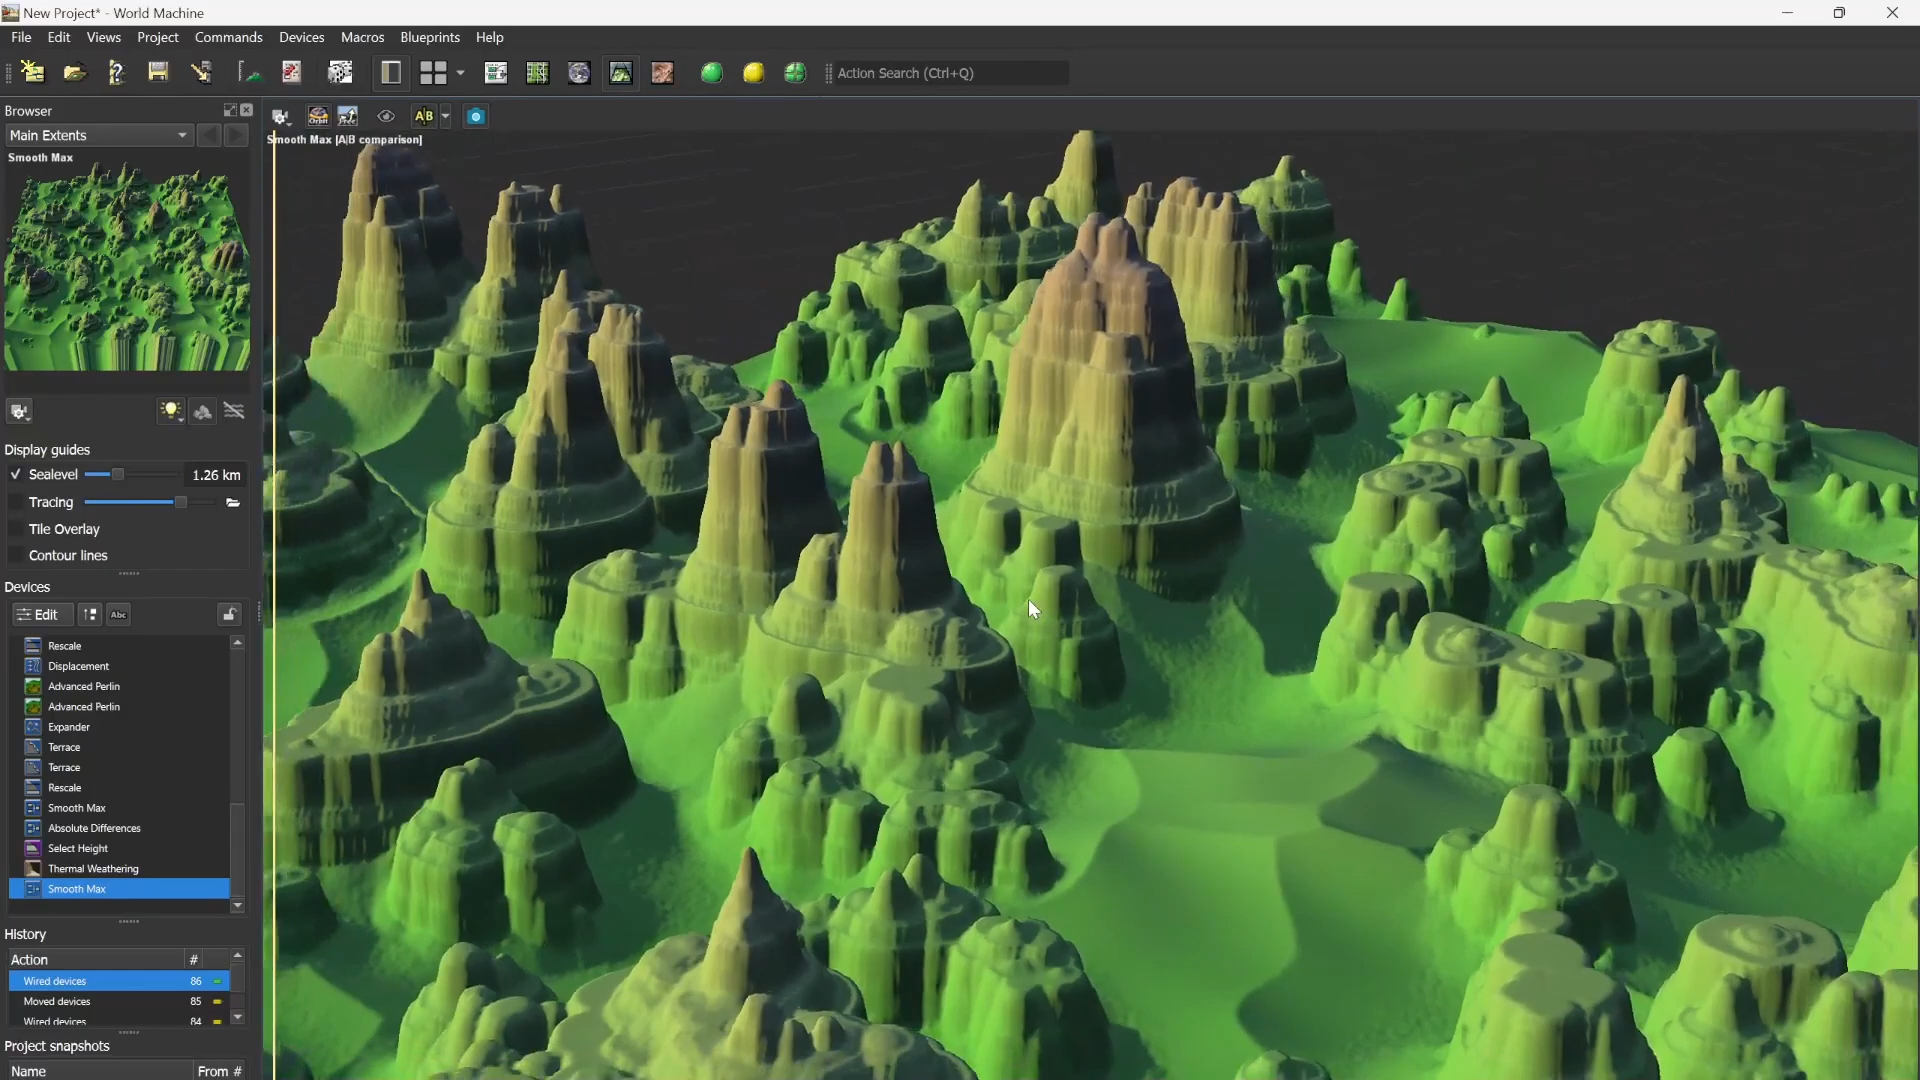 New Project* - World Machine
File Edit Views Project Commands Devices Macros Blueprints Help
Action Search (Ctrl+Q)
Browser
Main Extents
Smooth Max
Smooth Max [A|B comparison]
A|B
Display guides
Sealevel 1.26 km
Tracing
Tile Overlay
Contour lines
Devices
Edit Abc
Rescale
Displacement
Advanced Perlin
Advanced Perlin
Expander
Terrace
Terrace
Rescale
Smooth Max
Absolute Differences
Select Height
Thermal Weathering
Smooth Max
History
Action #
Wired devices 86
Moved devices 85
Wired devices 84
Project snapshots
Name From #